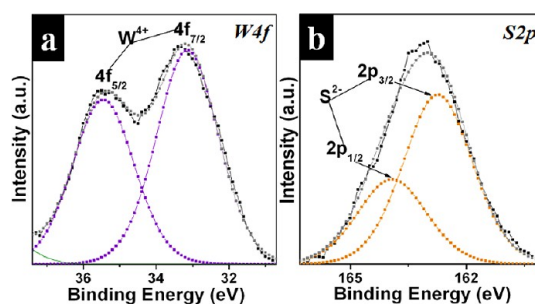 a
W4f
W4+
4f7/2
4f5/2
Intensity (a.u.)
36
34
32
Binding Energy (eV)
b
S2p
S2-
2p3/2
2p1/2
Intensity (a.u.)
165
162
Binding Energy (eV)